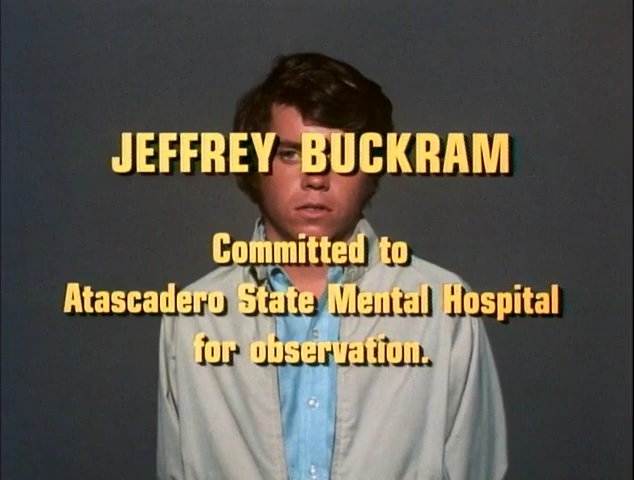 JEFFREY BUCKRAM
Committed to
Atascadero State Mental Hospital
for observation.